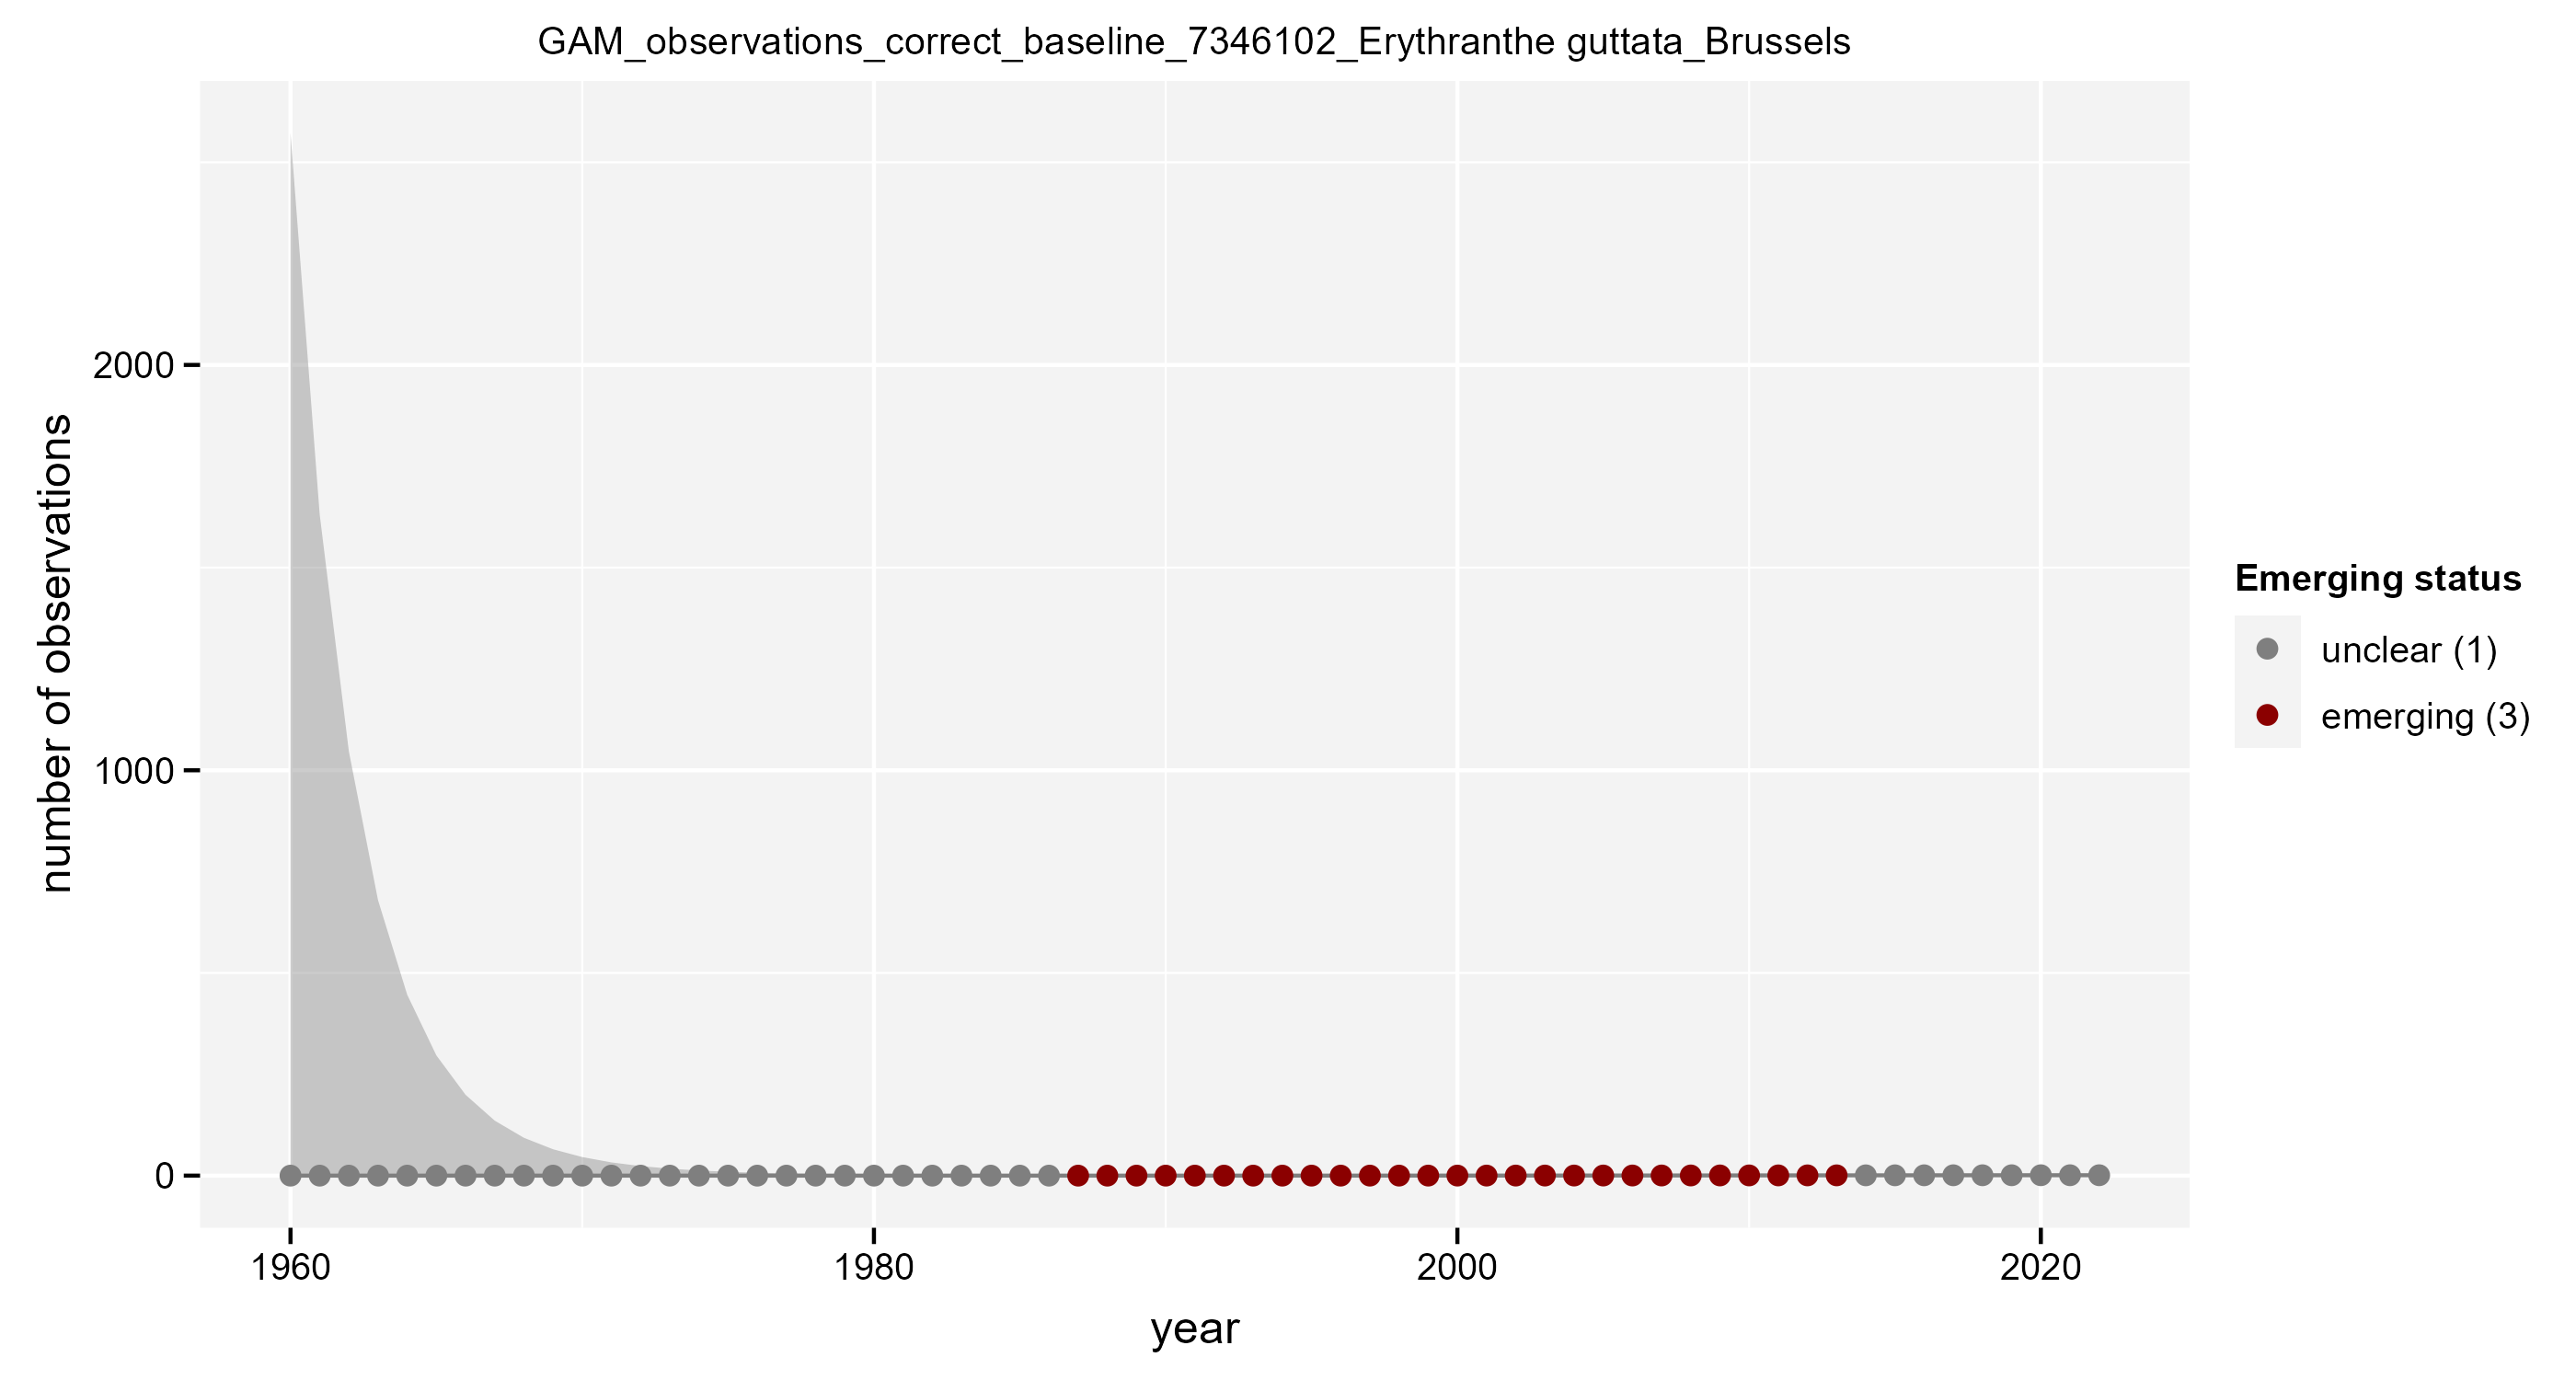 GAM_observations_correct_baseline_7346102_Erythranthe guttata_Brussels
number of observations
2000
1000
0
1960
1980
2000
2020
year
Emerging status
unclear (1)
emerging (3)